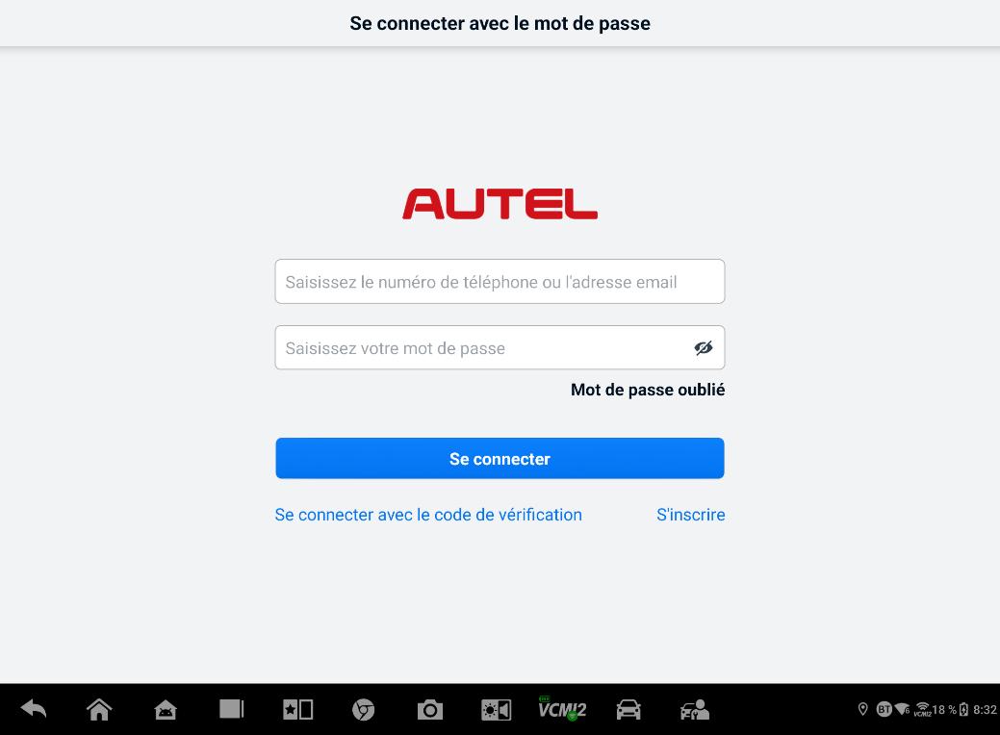 Se connecter avec le mot de passe
AUTEL
Saisissez le numéro de téléphone ou l'adresse email
Saisissez votre mot de passe
Mot de passe oublié
Se connecter
Se connecter avec le code de vérification S'inscrire
VCMI2 BT 6 VCMI2 18 % 8:32